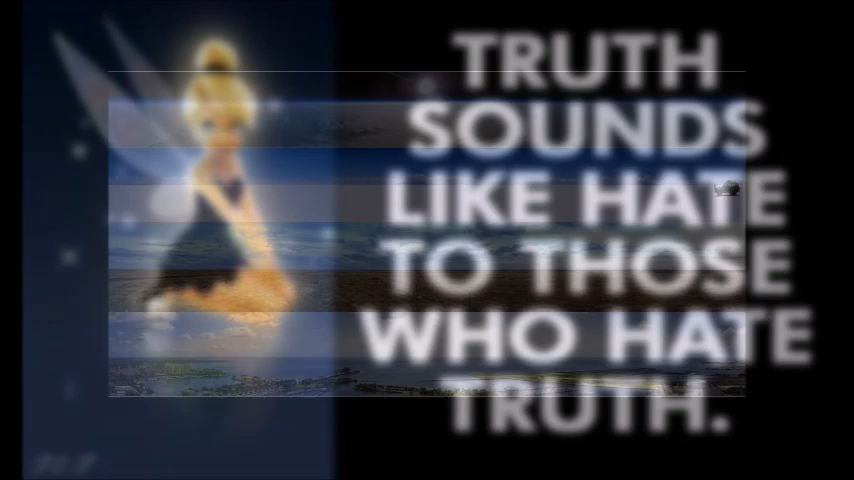 TRUTH
SOUNDS
LIKE HATE
TO THOSE
WHO HATE
TRUTH.